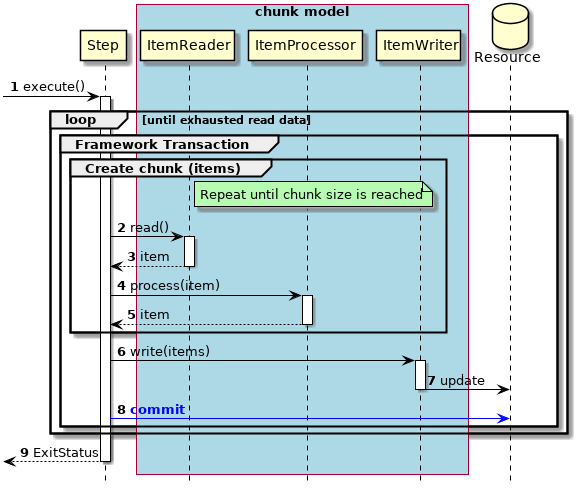 chunk model
Step
ItemReader
ItemProcessor
ItemWriter
Resource
1 execute()
loop
[until exhausted read data]
Framework Transaction
Create chunk (items)
Repeat until chunk size is reached
2 read()
3 item
4 process(item)
5 item
6 write(items)
7 update
8 commit
9 ExitStatus